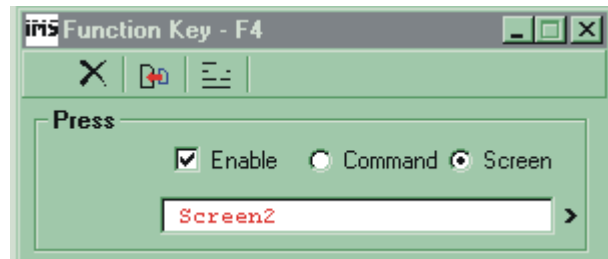 ims Function Key - F4
Press
Enable Command Screen
Screen2